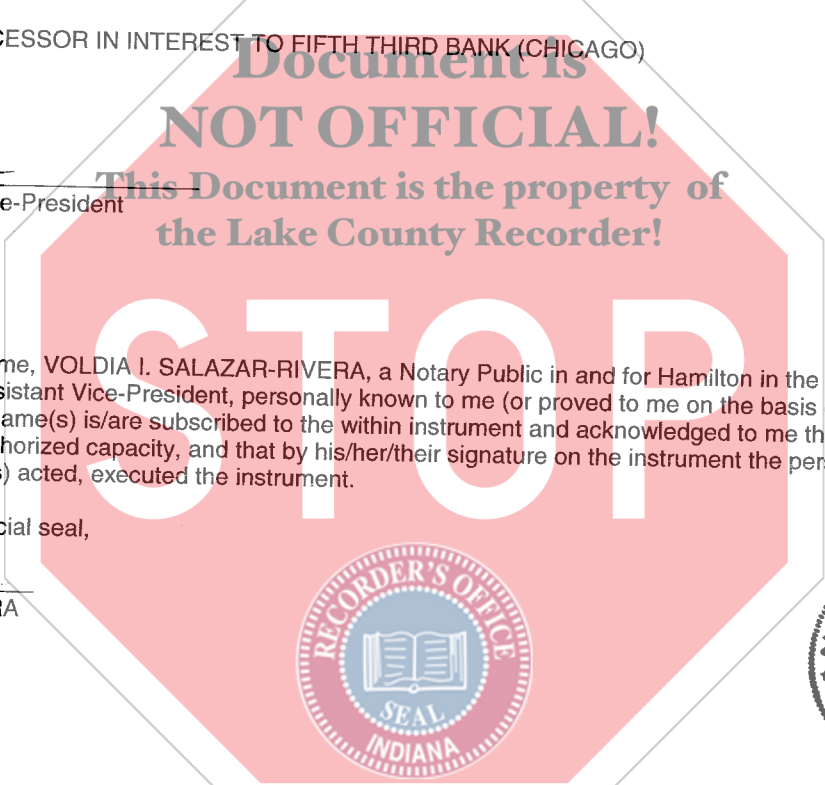 CESSOR IN INTEREST TO FIFTH THIRD BANK (CHICAGO)
Document is
NOT OFFICIAL!
This Document is the property of
e-President
the Lake County Recorder!
STOP
me, VOLDIA I. SALAZAR-RIVERA, a Notary Public in and for Hamilton in the
sistant Vice-President, personally known to me (or proved to me on the basis
ame(s) is/are subscribed to the within instrument and acknowledged to me th
horized capacity, and that by his/her/their signature on the instrument the per
s) acted, executed the instrument.
cial seal,
RA
RECORDER'S OFFICE
SEAL
INDIANA